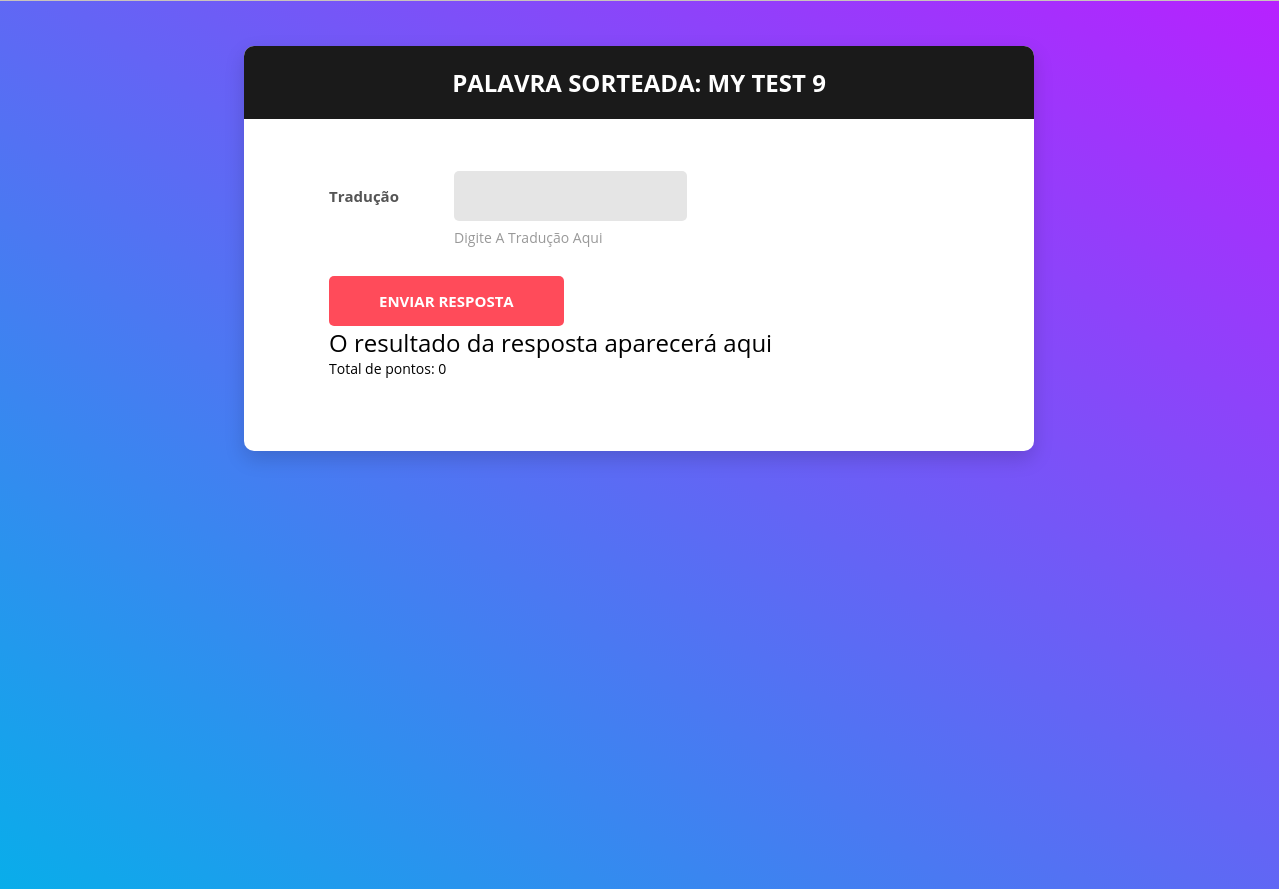 PALAVRA SORTEADA: MY TEST 9
Tradução
Digite A Tradução Aqui
ENVIAR RESPOSTA
O resultado da resposta aparecerá aqui
Total de pontos: 0